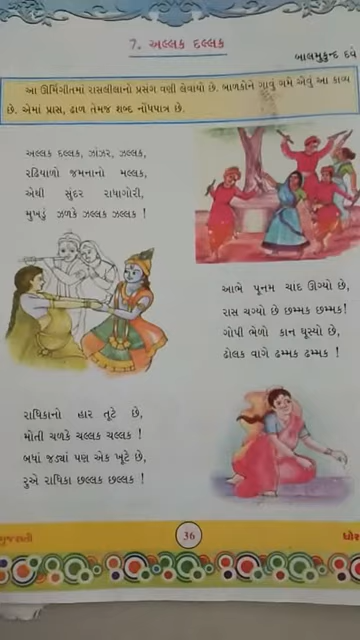 7. અલ્લક દલ્લક
બાલમુકુન્દ દવે
આ ઊર્મિગીતમાં રાસલીલાનો પ્રસંગ વણી લેવાયો છે. બાળકોને ગાવું ગમે એવું આ કાવ્ય
છે. એમાં પ્રાસ, ઢાળ તેમજ શબ્દ નોંધપાત્ર છે.
અલ્લક દલ્લક, ઝાંઝર, ઝલ્લક,
રઢિયાળો જમનાનો મલ્લક,
એથી સુંદર રાધાગોરી,
મુખડું ઝળકે ઝલ્લક ઝલ્લક !
આભે પૂનમ ચાંદ ઊગ્યો છે,
રાસ ચગ્યો છે છમ્મક છમ્મક!
ગોપી ભેળો કાન ઘૂમ્યો છે,
ઢોલક વાગે ઢમ્મક ઢમ્મક !
રાધિકાનો હાર તૂટે છે,
મોતી ચળકે ચલ્લક ચલ્લક !
બધાં જડ્યાં પણ એક ખૂટે છે,
રુએ રાધિકા છલ્લક છલ્લક !
ગુજરાતી
36